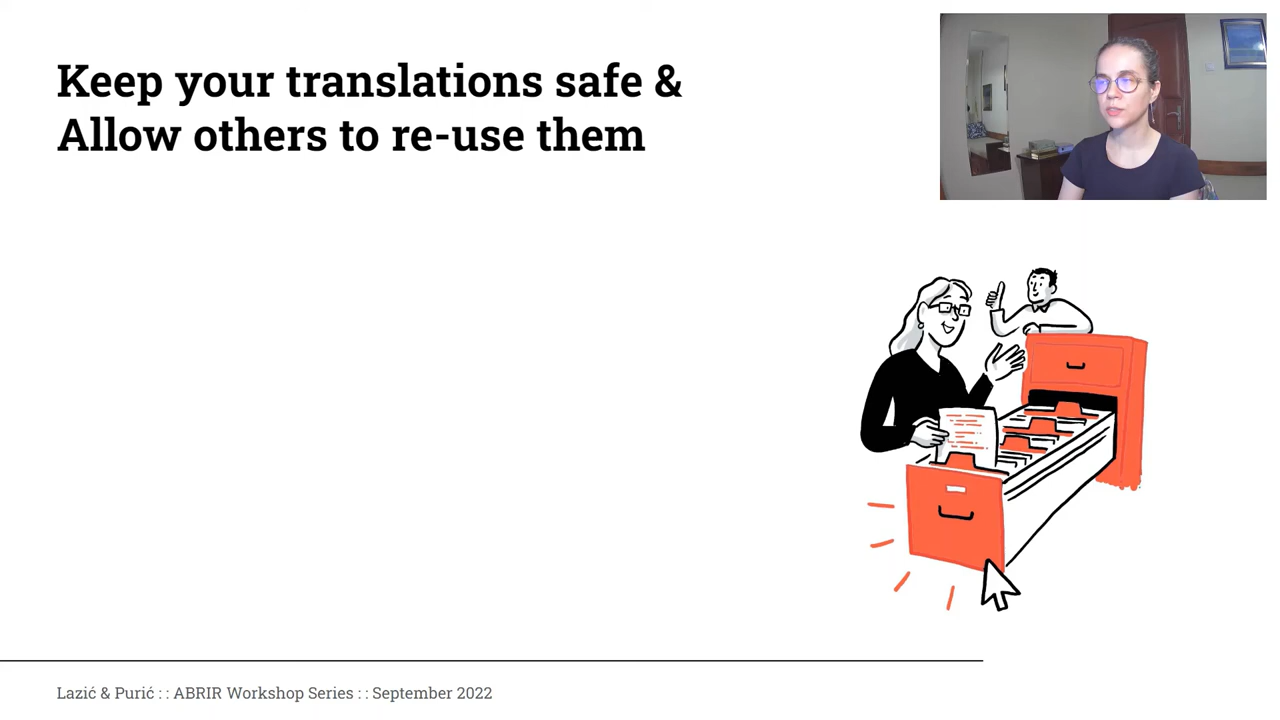 Keep your translations safe &
Allow others to re-use them
Lazić & Purić : : ABRIR Workshop Series : : September 2022